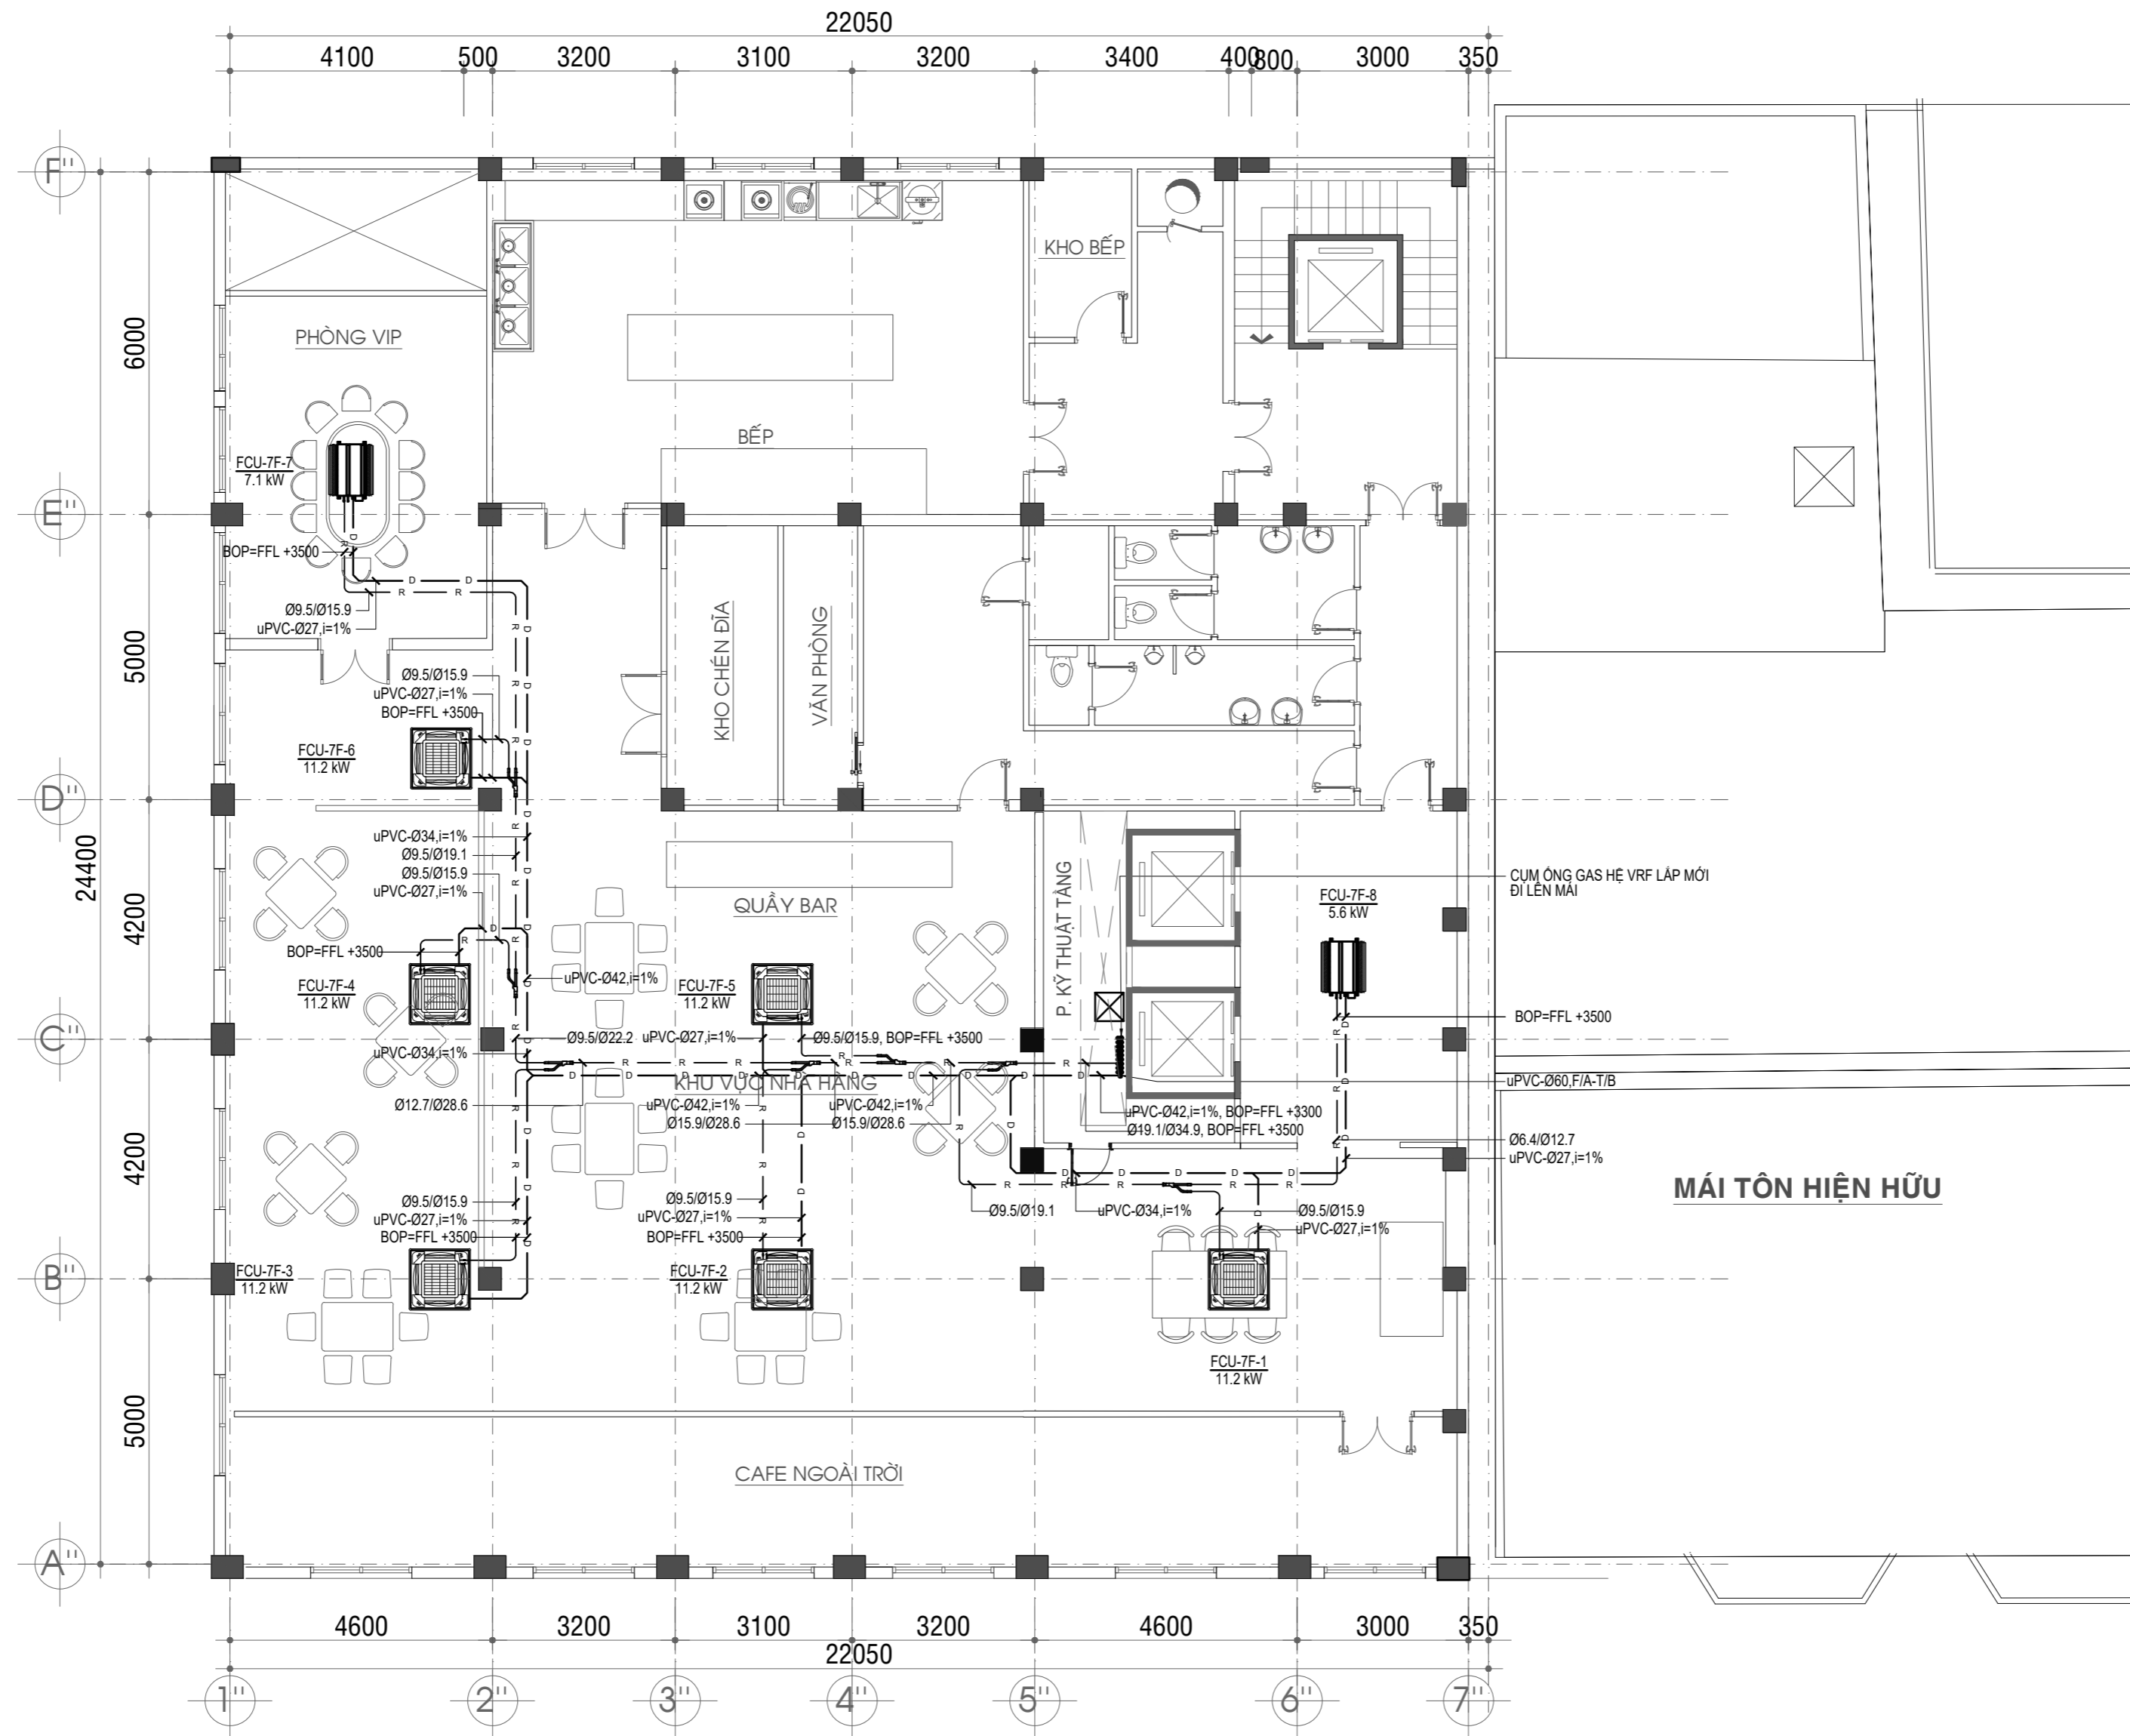 22050
4100 500 3200 3100 3200 3400 400 800 3000 350
F"
6000
KHO BẾP
PHÒNG VIP
BẾP
FCU-7F-7
7.1 kW
E"
BOP=FFL +3500
D D
R R
Ø9.5/Ø15.9
uPVC-Ø27,i=1%
5000
KHO CHÉN ĐĨA
VĂN PHÒNG
Ø9.5/Ø15.9
uPVC-Ø27,i=1%
BOP=FFL +3500
FCU-7F-6
11.2 kW
D"
24400
uPVC-Ø34,i=1%
Ø9.5/Ø19.1
Ø9.5/Ø15.9
uPVC-Ø27,i=1%
4200
QUẦY BAR
P. KỸ THUẬT TẦNG
CỤM ỐNG GAS HỆ VRF LẮP MỚI
ĐI LÊN MÁI
FCU-7F-8
5.6 kW
BOP=FFL +3500
FCU-7F-4
11.2 kW
uPVC-Ø42,i=1%
FCU-7F-5
11.2 kW
BOP=FFL +3500
C"
Ø9.5/Ø22.2 uPVC-Ø27,i=1% Ø9.5/Ø15.9, BOP=FFL +3500
uPVC-Ø34,i=1%
KHU VỰC NHÀ HÀNG
uPVC-Ø60,F/A-T/B
Ø12.7/Ø28.6
uPVC-Ø42,i=1% uPVC-Ø42,i=1%
Ø15.9/Ø28.6 Ø15.9/Ø28.6
uPVC-Ø42,i=1%, BOP=FFL +3300
Ø19.1/Ø34.9, BOP=FFL +3500
4200
Ø6.4/Ø12.7
uPVC-Ø27,i=1%
MÁI TÔN HIỆN HỮU
Ø9.5/Ø15.9
uPVC-Ø27,i=1%
BOP=FFL +3500
Ø9.5/Ø15.9
uPVC-Ø27,i=1%
BOP=FFL +3500
Ø9.5/Ø19.1
uPVC-Ø34,i=1%
Ø9.5/Ø15.9
uPVC-Ø27,i=1%
B"
FCU-7F-3
11.2 kW
FCU-7F-2
11.2 kW
FCU-7F-1
11.2 kW
5000
CAFE NGOÀI TRỜI
A"
4600 3200 3100 3200 4600 3000 350
22050
1" 2" 3" 4" 5" 6" 7"